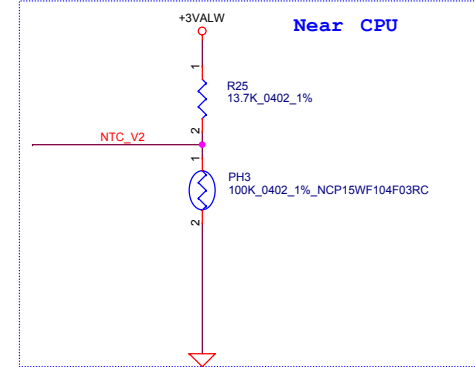 +3VALW
Near CPU
1
R25
13.7K_0402_1%
2
NTC_V2
1
PH3
100K_0402_1%_NCP15WF104F03RC
2